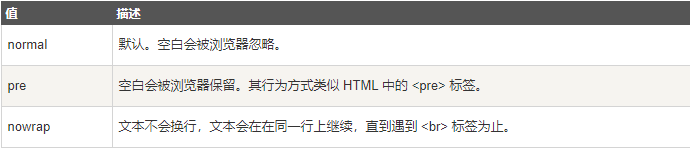 值 描述
normal 默认。空白会被浏览器忽略。
pre 空白会被浏览器保留。其行为方式类似 HTML 中的 <pre> 标签。
nowrap 文本不会换行，文本会在在同一行上继续，直到遇到 <br> 标签为止。